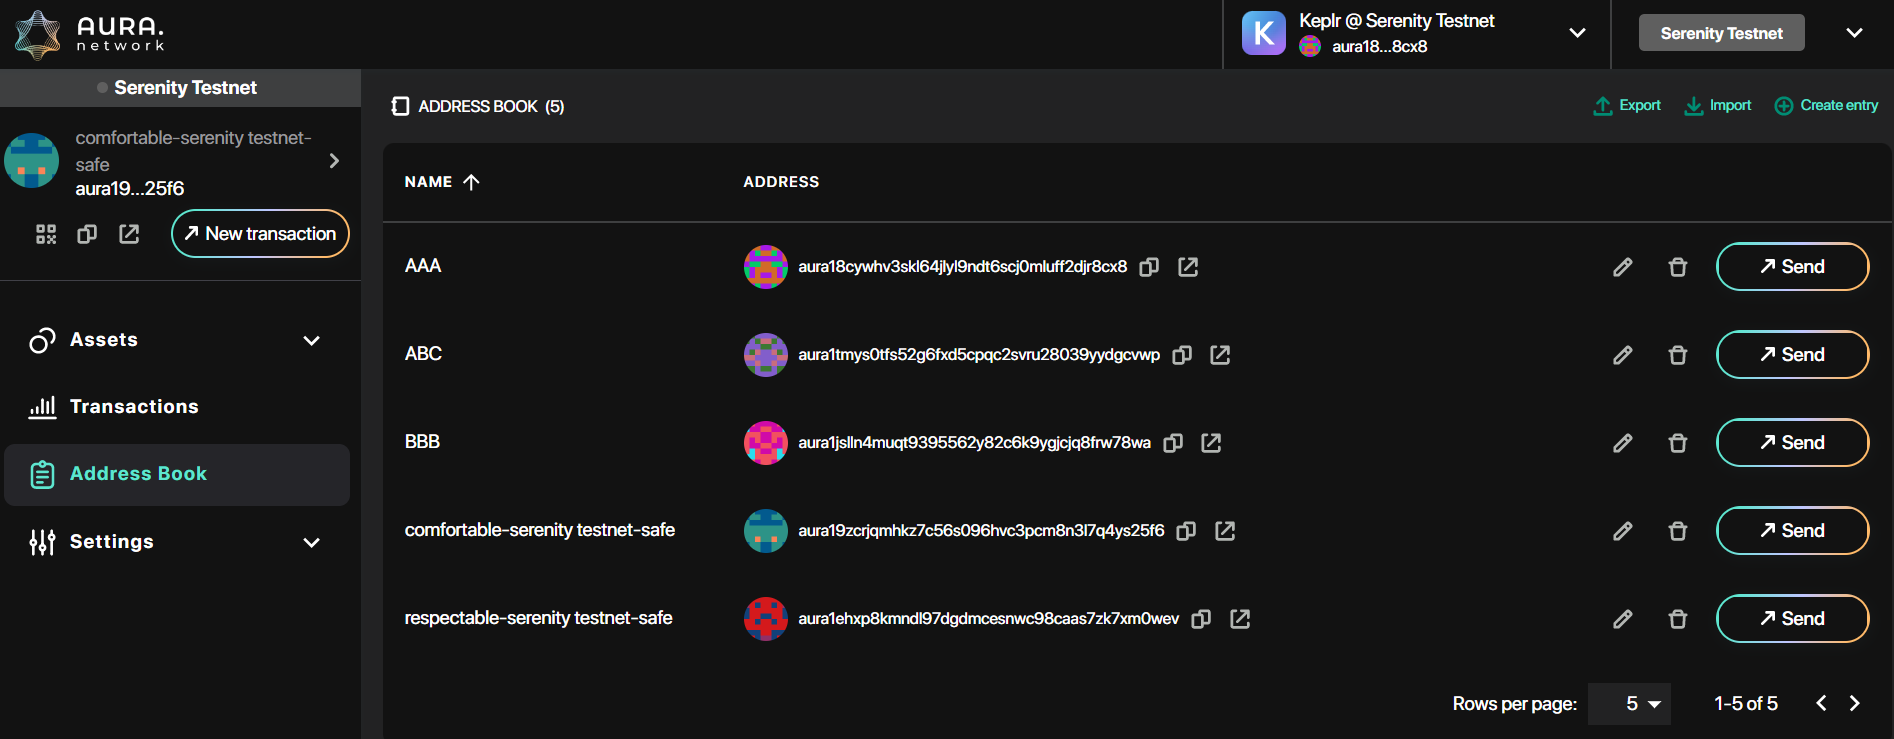 AURA.
network
K
Keplr @ Serenity Testnet
aura18...8cx8
Serenity Testnet
Serenity Testnet
comfortable-serenity testnet-
safe
aura19...25f6
New transaction
Assets
Transactions
Address Book
Settings
ADDRESS BOOK (5)
Export
Import
Create entry
NAME
ADDRESS
AAA
aura18cywhv3skl64jlyl9ndt6scj0mluff2djr8cx8
Send
ABC
aura1tmys0tfs52g6fxd5cpqc2svru28039yydgcvwp
Send
BBB
aura1jslln4muqt9395562y82c6k9ygjcjq8frw78wa
Send
comfortable-serenity testnet-safe
aura19zcrjqmhkz7c56s096hvc3pcm8n3l7q4ys25f6
Send
respectable-serenity testnet-safe
aura1ehxp8kmndl97dgdmcesnwc98caas7zk7xm0wev
Send
Rows per page:
5
1-5 of 5